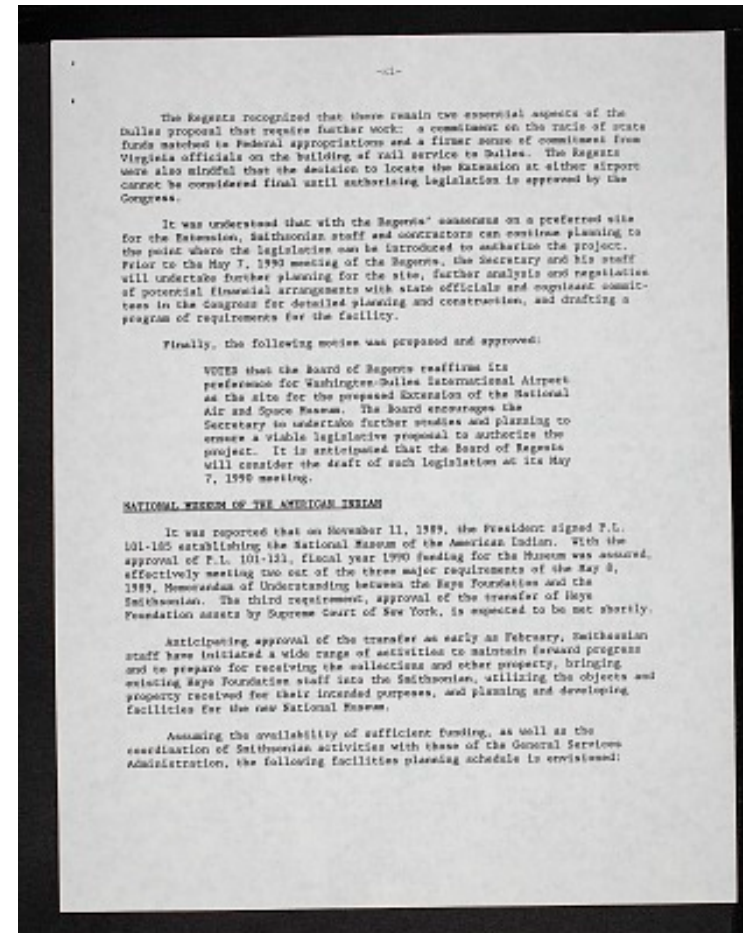 The Regents recognized that there remain two essential aspects of the
Dulles proposal that require further work: a commitment on the ratio of state
funds matched to Federal appropriations and a firmer sense of commitment from
Virginia officials on the building of rail service to Dulles. The Regents
were also mindful that the decision to locate the Extension at either airport
cannot be considered final until authorizing legislation is approved by the
Congress.
It was understood that with the Regents' consensus on a preferred site
for the Extension, Smithsonian staff and contractors can continue planning to
the point where the legislation can be introduced to authorize the project.
Prior to the May 7, 1990 meeting of the Regents, the Secretary and his staff
will undertake further planning for the site, further analysis and negotiation
of potential financial arrangements with state officials and cognizant commit-
tees in the Congress for detailed planning and construction, and drafting a
program of requirements for the facility.
Finally, the following motion was proposed and approved:
VOTED that the Board of Regents reaffirms its
preference for Washington-Dulles International Airport
as the site for the proposed Extension of the National
Air and Space Museum. The Board encourages the
Secretary to undertake further studies and planning to
ensure a viable legislative proposal to authorize the
project. It is anticipated that the Board of Regents
will consider the draft of such legislation at its May
7, 1990 meeting.
NATIONAL MUSEUM OF THE AMERICAN INDIAN
It was reported that on November 11, 1989, the President signed P.L.
101-185 establishing the National Museum of the American Indian. With the
approval of P.L. 101-121, fiscal year 1990 funding for the Museum was assured,
effectively meeting two out of the three major requirements of the May 8,
1989, Memorandum of Understanding between the Heye Foundation and the
Smithsonian. The third requirement, approval of the transfer of Heye
Foundation assets by Supreme Court of New York, is expected to be met shortly.
Anticipating approval of the transfer as early as February, Smithsonian
staff have initiated a wide range of activities to maintain forward progress
and to prepare for receiving the collections and other property, bringing
existing Heye Foundation staff into the Smithsonian, utilizing the objects and
property received for their intended purposes, and planning and developing
facilities for the new National Museum.
Assuming the availability of sufficient funding, as well as the
coordination of Smithsonian activities with those of the General Services
Administration, the following facilities planning schedule is envisioned: